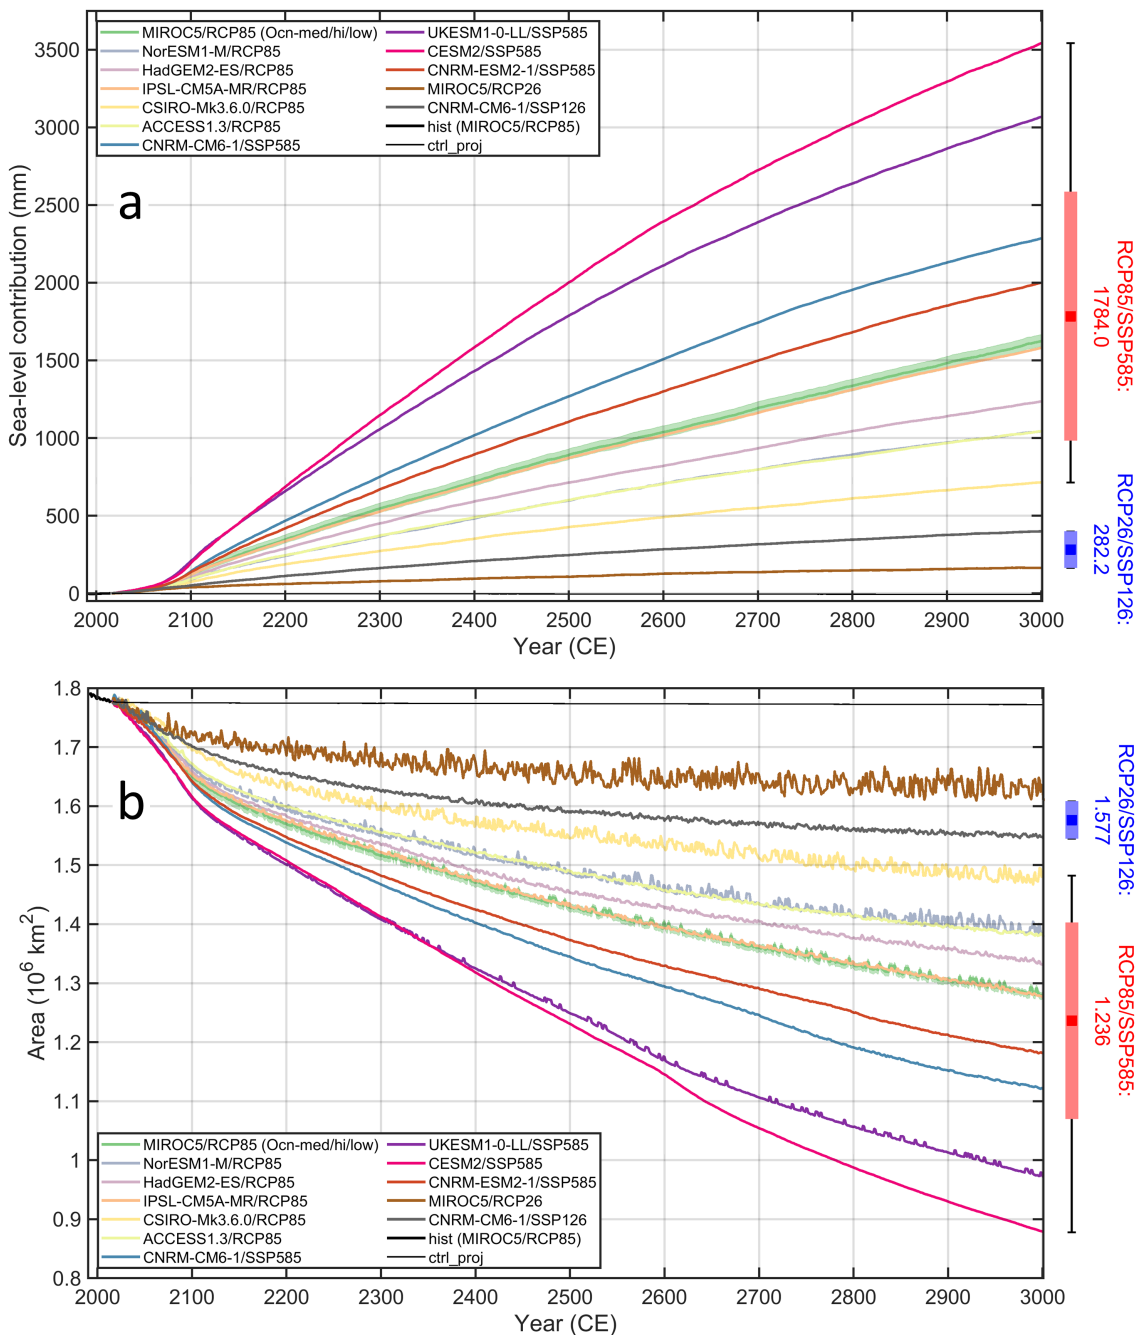 MIROC5/RCP85 (Ocn-med/hi/low)
NorESM1-M/RCP85
HadGEM2-ES/RCP85
IPSL-CM5A-MR/RCP85
CSIRO-Mk3.6.0/RCP85
ACCESS1.3/RCP85
CNRM-CM6-1/SSP585
UKESM1-0-LL/SSP585
CESM2/SSP585
CNRM-ESM2-1/SSP585
MIROC5/RCP26
CNRM-CM6-1/SSP126
hist (MIROC5/RCP85)
ctrl_proj
a
Sea-level contribution (mm)
3500
3000
2500
2000
1500
1000
500
0
2000 2100 2200 2300 2400 2500 2600 2700 2800 2900 3000
Year (CE)
RCP85/SSP585:
1784.0
RCP26/SSP126:
282.2
b
Area (10⁶ km²)
1.8
1.7
1.6
1.5
1.4
1.3
1.2
1.1
1
0.9
0.8
MIROC5/RCP85 (Ocn-med/hi/low)
NorESM1-M/RCP85
HadGEM2-ES/RCP85
IPSL-CM5A-MR/RCP85
CSIRO-Mk3.6.0/RCP85
ACCESS1.3/RCP85
CNRM-CM6-1/SSP585
UKESM1-0-LL/SSP585
CESM2/SSP585
CNRM-ESM2-1/SSP585
MIROC5/RCP26
CNRM-CM6-1/SSP126
hist (MIROC5/RCP85)
ctrl_proj
2000 2100 2200 2300 2400 2500 2600 2700 2800 2900 3000
Year (CE)
RCP26/SSP126:
1.577
RCP85/SSP585:
1.236